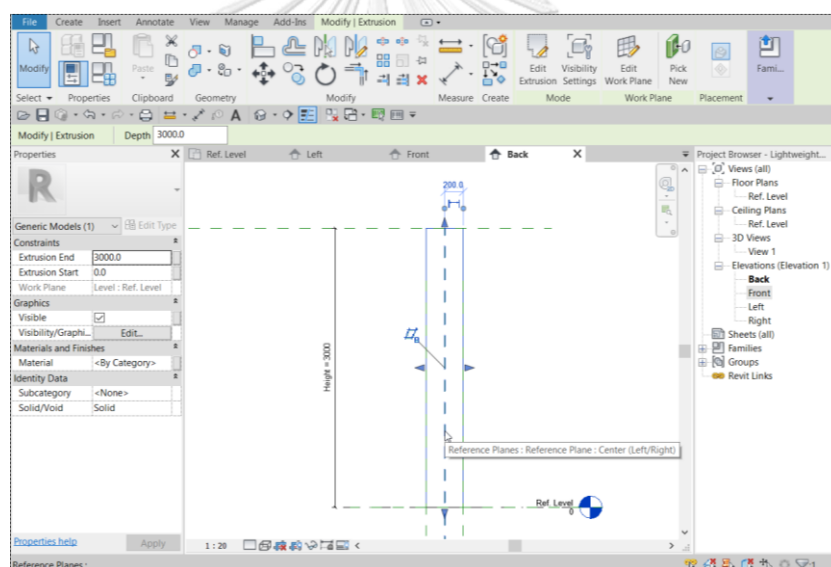 File Create Insert Annotate View Manage Add-Ins Modify | Extrusion
Modify Paste Edit Visibility Edit Pick Fami...
Extrusion Settings Work Plane New
Select Properties Clipboard Geometry Modify Measure Create Mode Work Plane Placement
Modify | Extrusion Depth 3000.0
Properties X Ref. Level Left Front Back X Project Browser - Lightweight...
Views (all)
Floor Plans
Ref. Level
Ceiling Plans
Ref. Level
3D Views
View 1
Elevations (Elevation 1)
Back
Front
Left
Right
Sheets (all)
Families
Groups
Revit Links
R
Generic Models (1) Edit Type
Constraints
Extrusion End 3000.0
Extrusion Start 0.0
Work Plane Level : Ref. Level
Graphics
Visible
Visibility/Graphi... Edit...
Materials and Finishes
Material <By Category>
Identity Data
Subcategory <None>
Solid/Void Solid
200.0
Height = 3000
Reference Planes : Reference Plane : Center (Left/Right)
Ref. Level
0
Properties help Apply 1 : 20
Reference Planes :